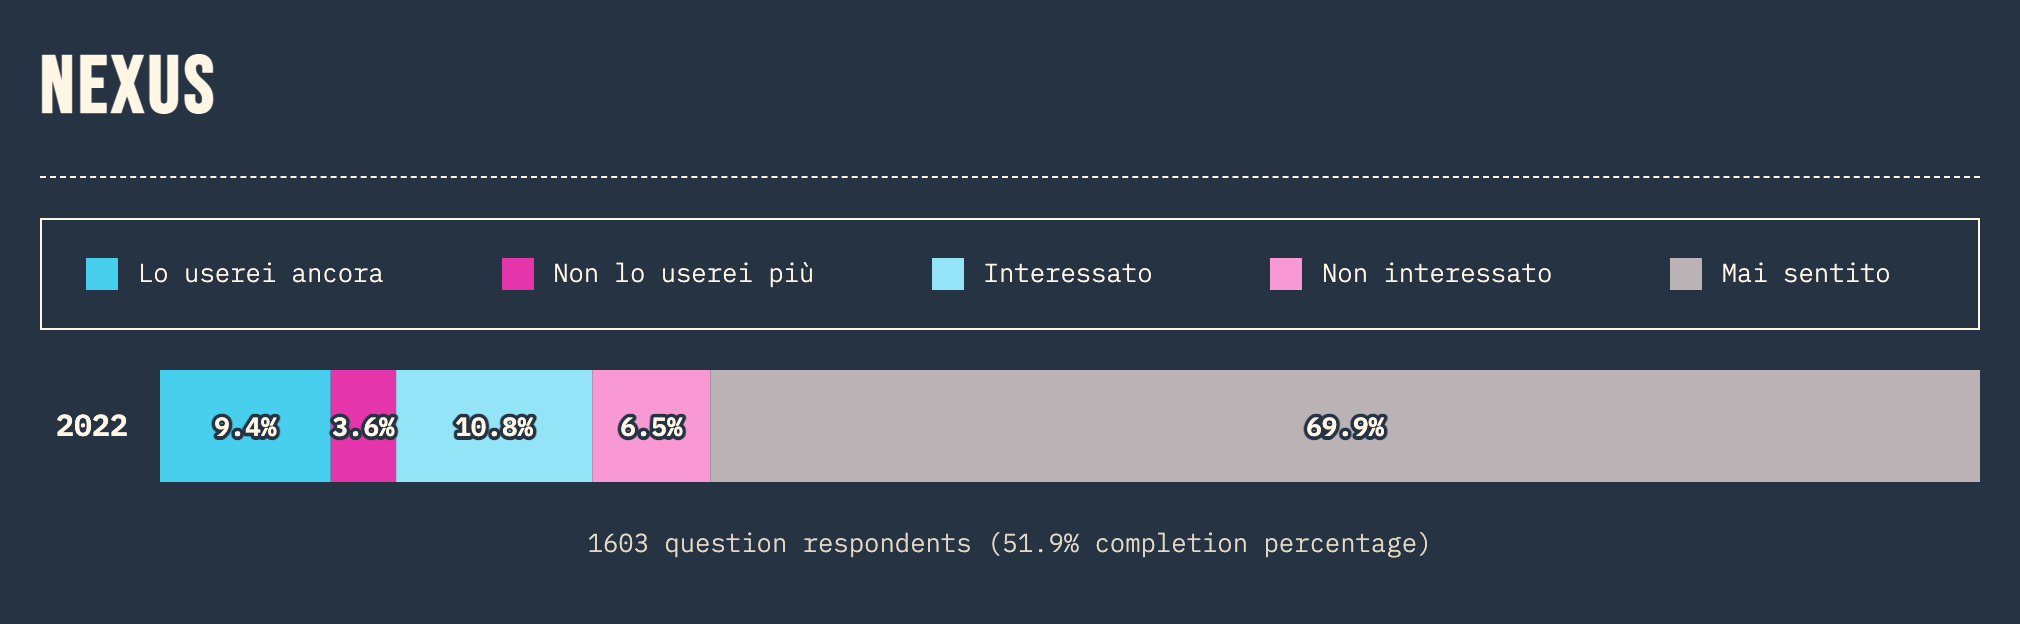 NEXUS
Lo userei ancora Non lo userei più Interessato Non interessato Mai sentito
2022 9.4% 3.6% 10.8% 6.5% 69.9%
1603 question respondents (51.9% completion percentage)